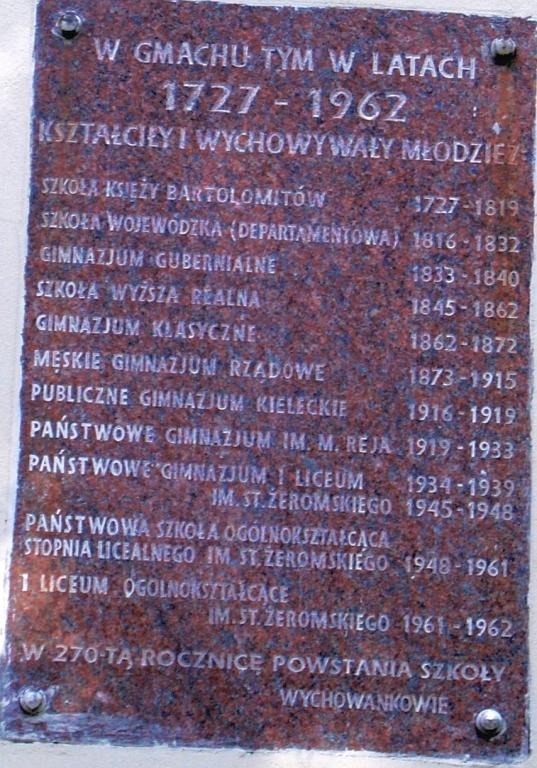 W GMACHU TYM W LATACH
1727 - 1962
KSZTAŁCIŁY I WYCHOWYWAŁY MŁODZIEŻ
SZKOŁA KSIĘŻY BARTOLOMITÓW 1727 - 1819
SZKOŁA WOJEWÓDZKA (DEPARTAMENTOWA) 1816 - 1832
GIMNAZJUM GUBERNIALNE 1833 - 1840
SZKOŁA WYŻSZA REALNA 1845 - 1862
GIMNAZJUM KLASYCZNE 1862 - 1872
MĘSKIE GIMNAZJUM RZĄDOWE 1873 - 1915
PUBLICZNE GIMNAZJUM KIELECKIE 1916 - 1919
PAŃSTWOWE GIMNAZJUM IM. M. REJA 1919 - 1933
PAŃSTWOWE GIMNAZJUM I LICEUM 1934 - 1939
IM. ST. ŻEROMSKIEGO 1945 - 1948
PAŃSTWOWA SZKOŁA OGÓLNOKSZTAŁCĄCA
STOPNIA LICEALNEGO IM. ST. ŻEROMSKIEGO 1948 - 1961
I LICEUM OGÓLNOKSZTAŁCĄCE
IM. ST. ŻEROMSKIEGO 1961 - 1962
W 270-TĄ ROCZNICĘ POWSTANIA SZKOŁY
WYCHOWANKOWIE